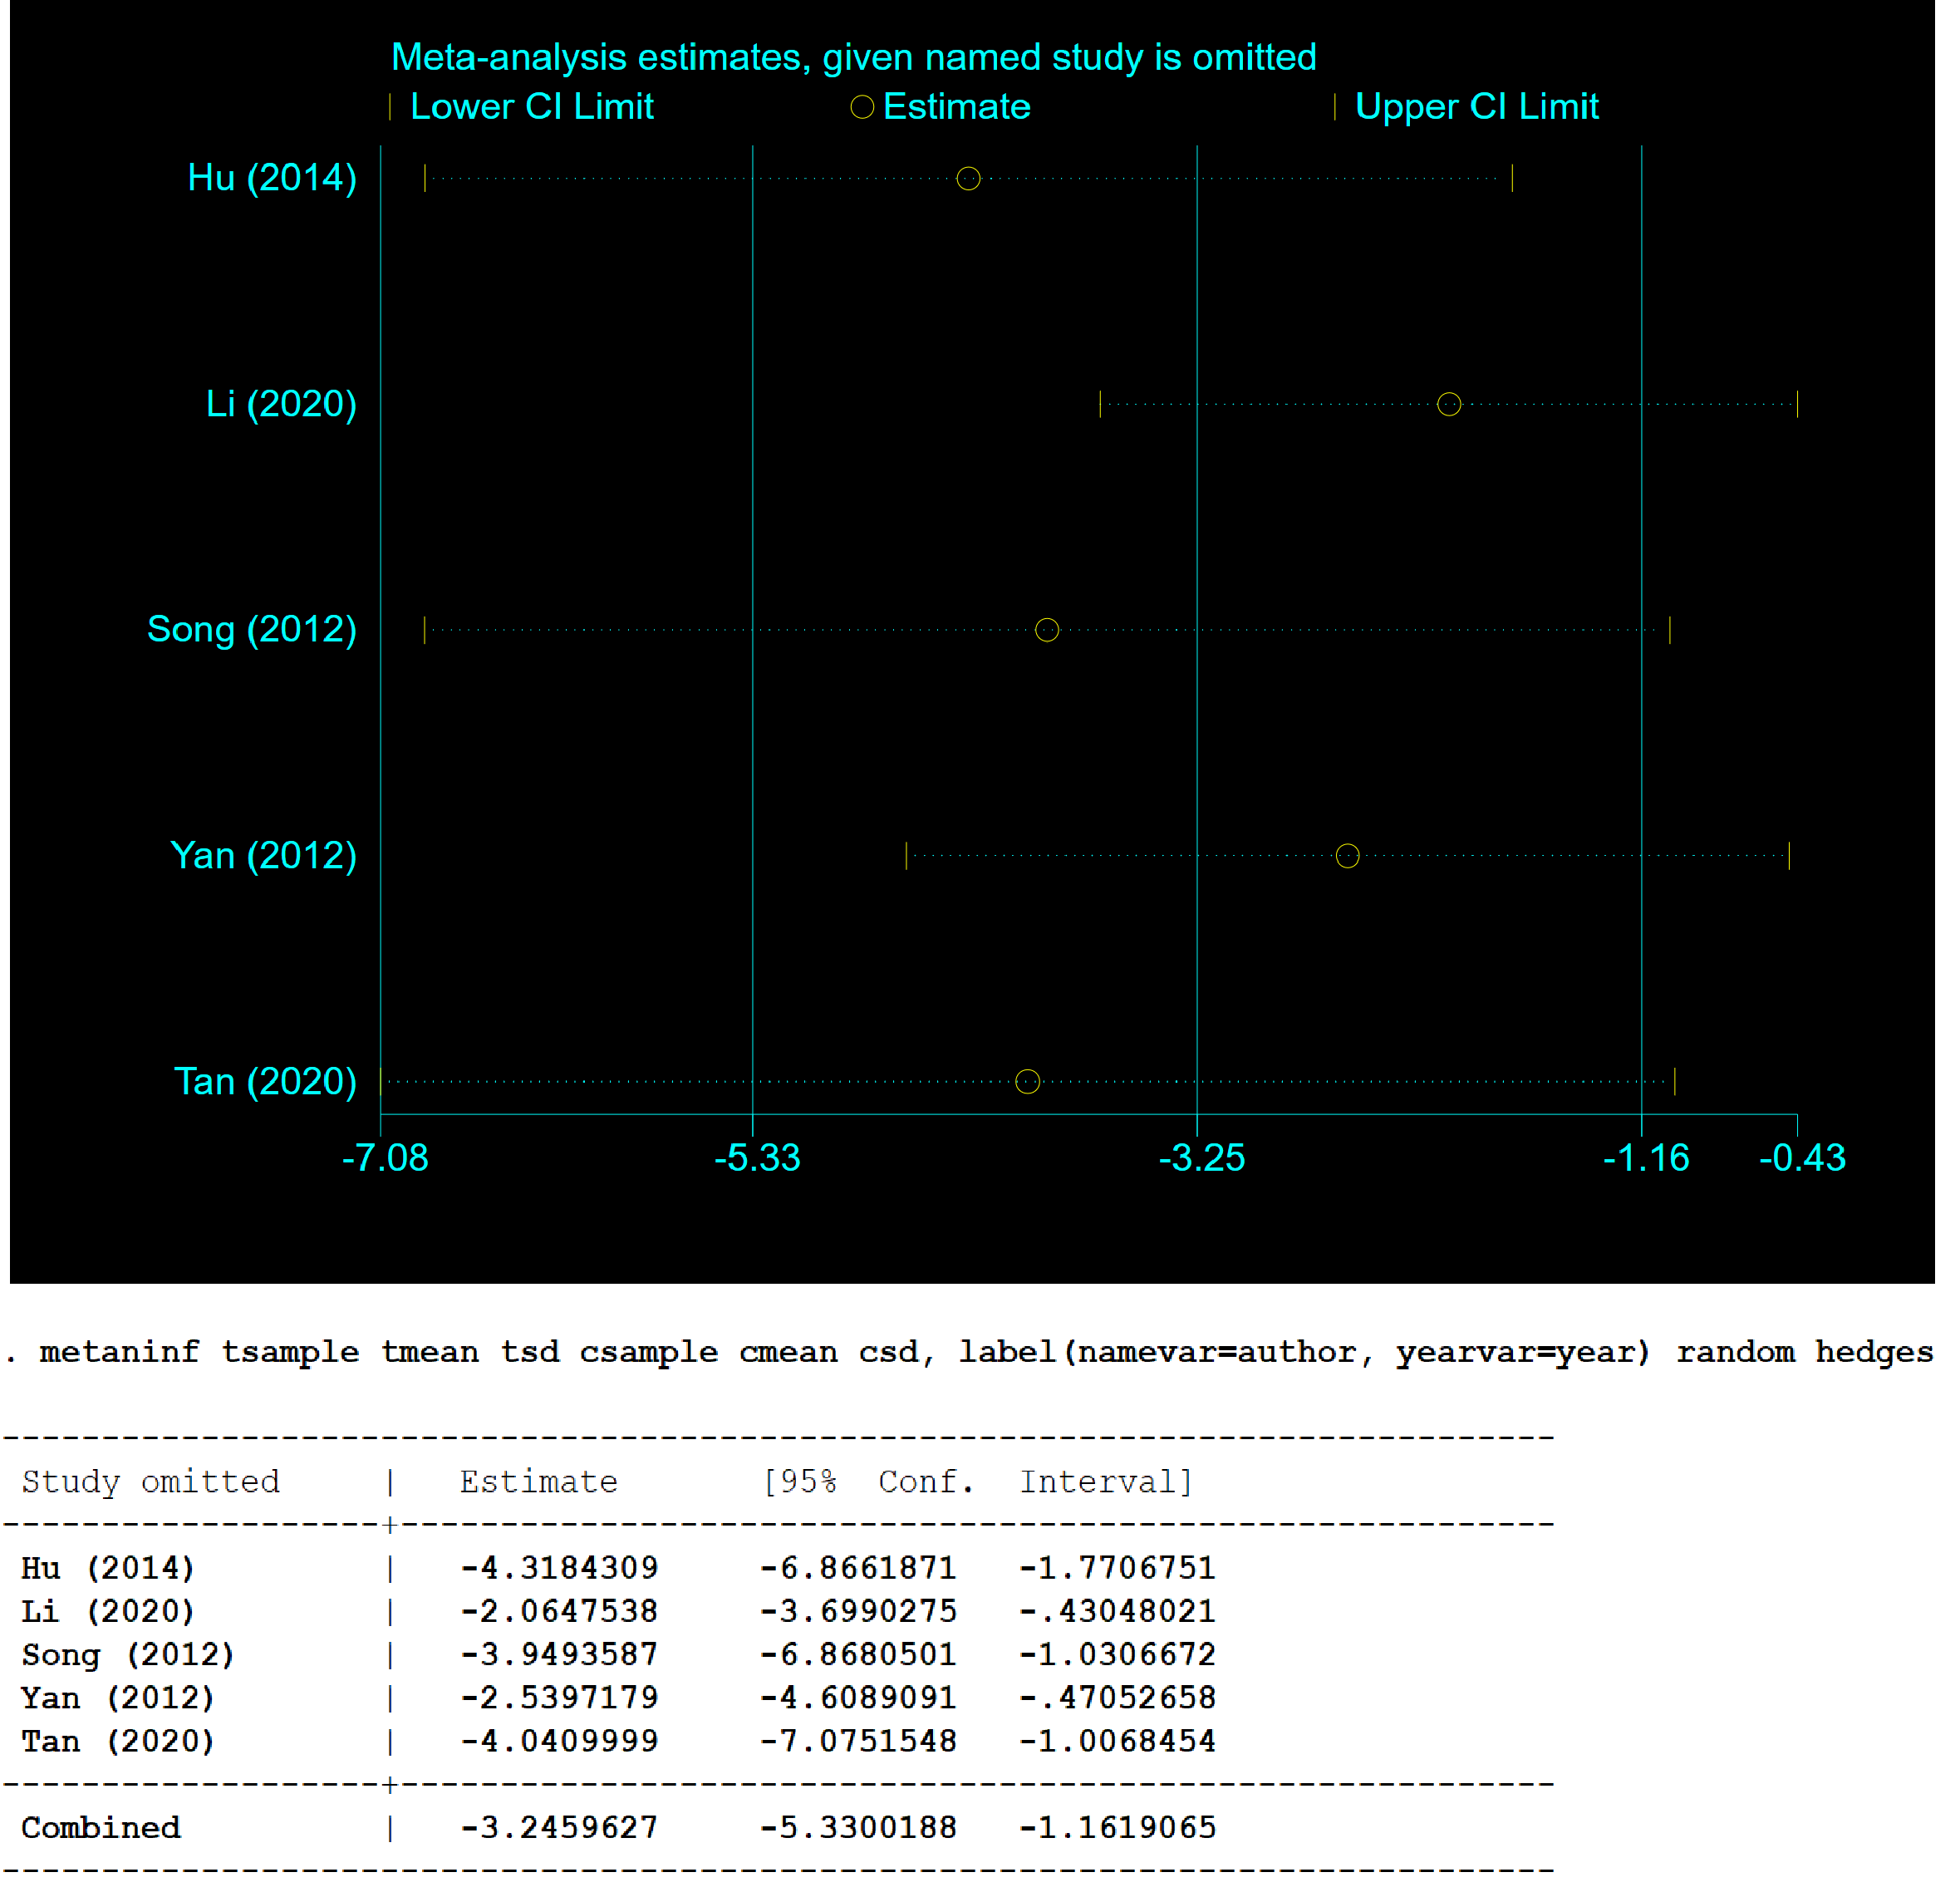 Meta-analysis estimates, given named study is omitted
| Lower CI Limit ○ Estimate | Upper CI Limit
Hu (2014)
Li (2020)
Song (2012)
Yan (2012)
Tan (2020)
-7.08 -5.33 -3.25 -1.16 -0.43
. metaninf tsample tmean tsd csample cmean csd, label(namevar=author, yearvar=year) random hedges
------------------------------------------------------------------------------
Study omitted | Estimate [95% Conf. Interval]
-------------------+----------------------------------------------------------
Hu (2014) | -4.3184309 -6.8661871 -1.7706751
Li (2020) | -2.0647538 -3.6990275 -.43048021
Song (2012) | -3.9493587 -6.8680501 -1.0306672
Yan (2012) | -2.5397179 -4.6089091 -.47052658
Tan (2020) | -4.0409999 -7.0751548 -1.0068454
-------------------+----------------------------------------------------------
Combined | -3.2459627 -5.3300188 -1.1619065
------------------------------------------------------------------------------